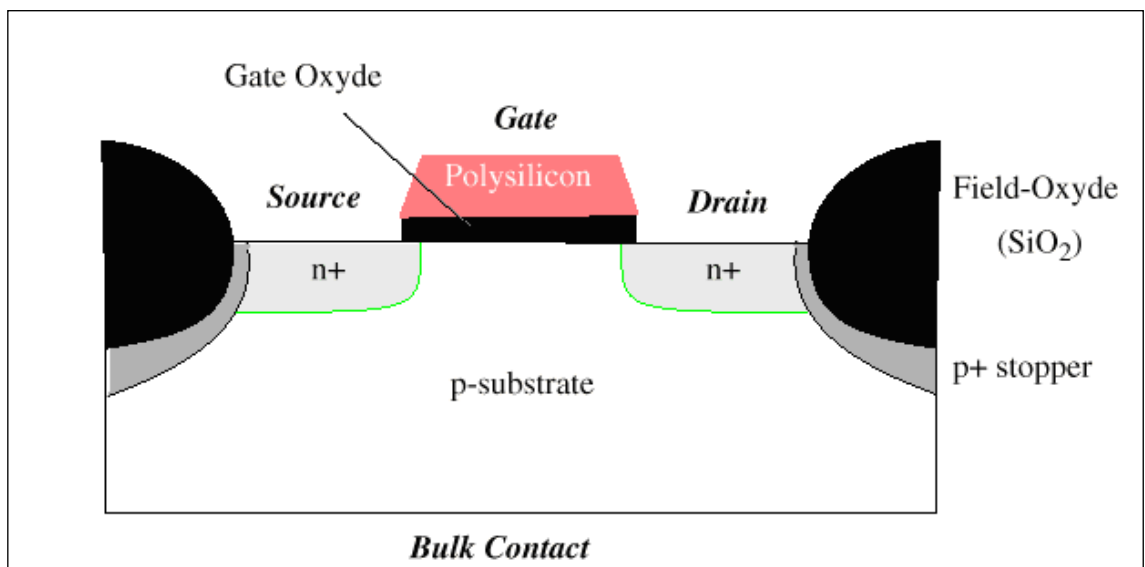 Gate Oxyde
Gate
Polysilicon
Source
Drain
Field-Oxyde
(SiO2)
n+
n+
p+ stopper
p-substrate
Bulk Contact